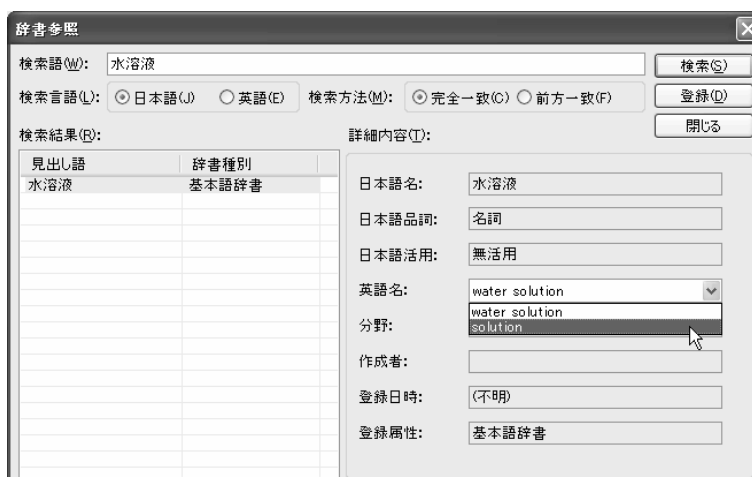 辞書参照
検索語(W): 水溶液 検索(S)
検索言語(L): 日本語(J) 英語(E) 検索方法(M): 完全一致(C) 前方一致(F) 登録(D)
閉じる
検索結果(R): 詳細内容(T):
見出し語 辞書種別
水溶液 基本語辞書
日本語名: 水溶液
日本語品詞: 名詞
日本語活用: 無活用
英語名: water solution
water solution
分野: solution
作成者:
登録日時: (不明)
登録属性: 基本語辞書